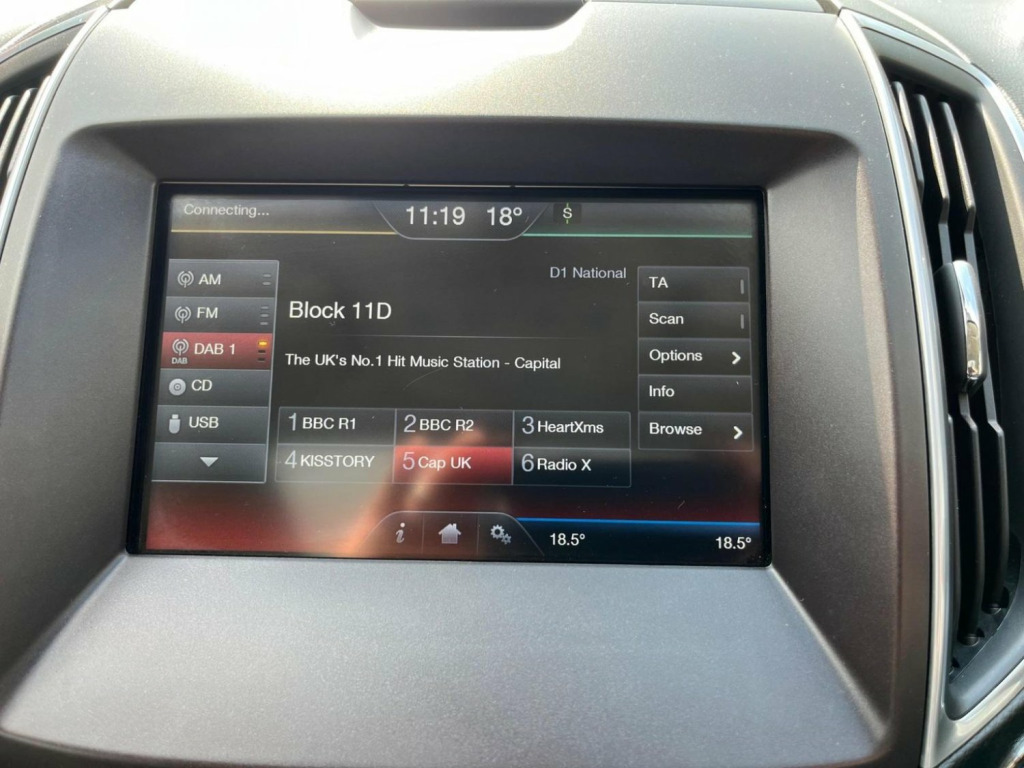 Connecting...
11:19 18°
S
D1 National
AM
FM
DAB 1
DAB
CD
USB
Block 11D
The UK's No.1 Hit Music Station - Capital
1 BBC R1
2 BBC R2
3 HeartXms
4 KISSTORY
5 Cap UK
6 Radio X
TA
Scan
Options
Info
Browse
i
18.5°
18.5°